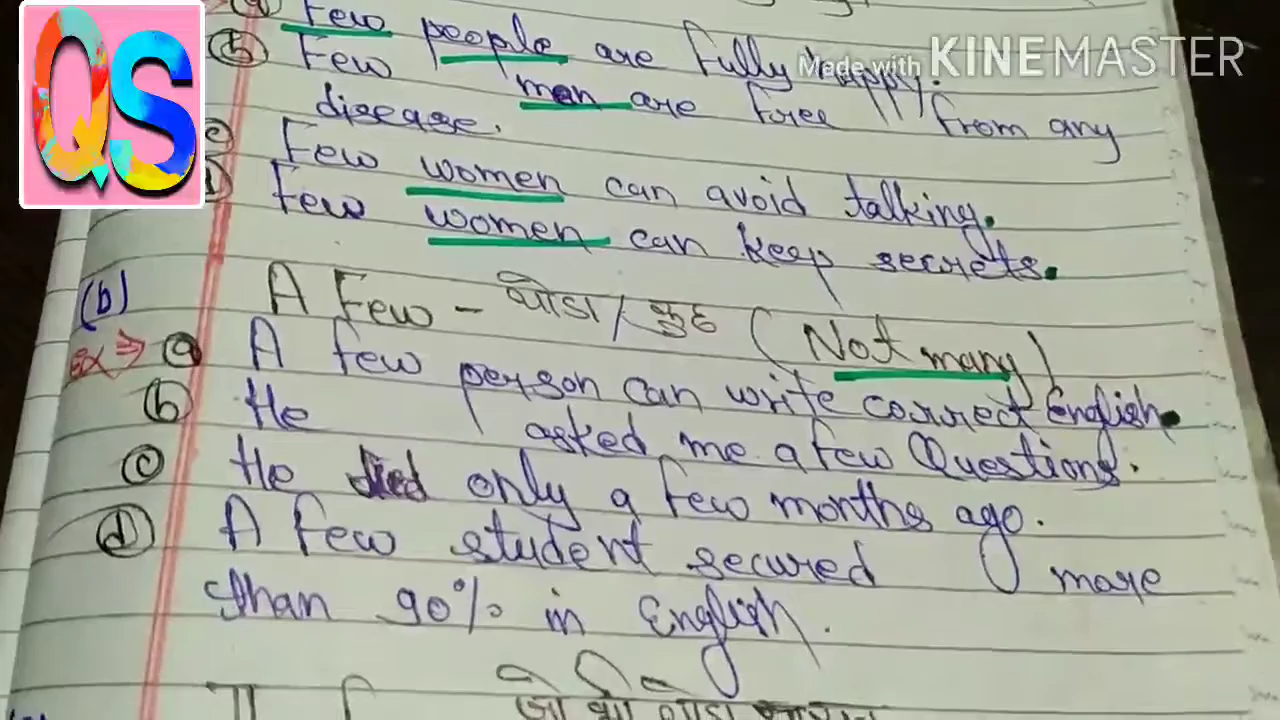 QS
Made with KINEMASTER
a Few people are fully happy.
b Few men are free from any
disease.
c Few women can avoid talking.
d Few women can keep secrets.
(b) A Few - थोडा / कुछ (Not many)
Ex ⇒ a A few person can write correct English.
b He asked me a few Questions.
c He died only a few months ago.
d A few student secured more
than 90% in English.
जो भी थोडा